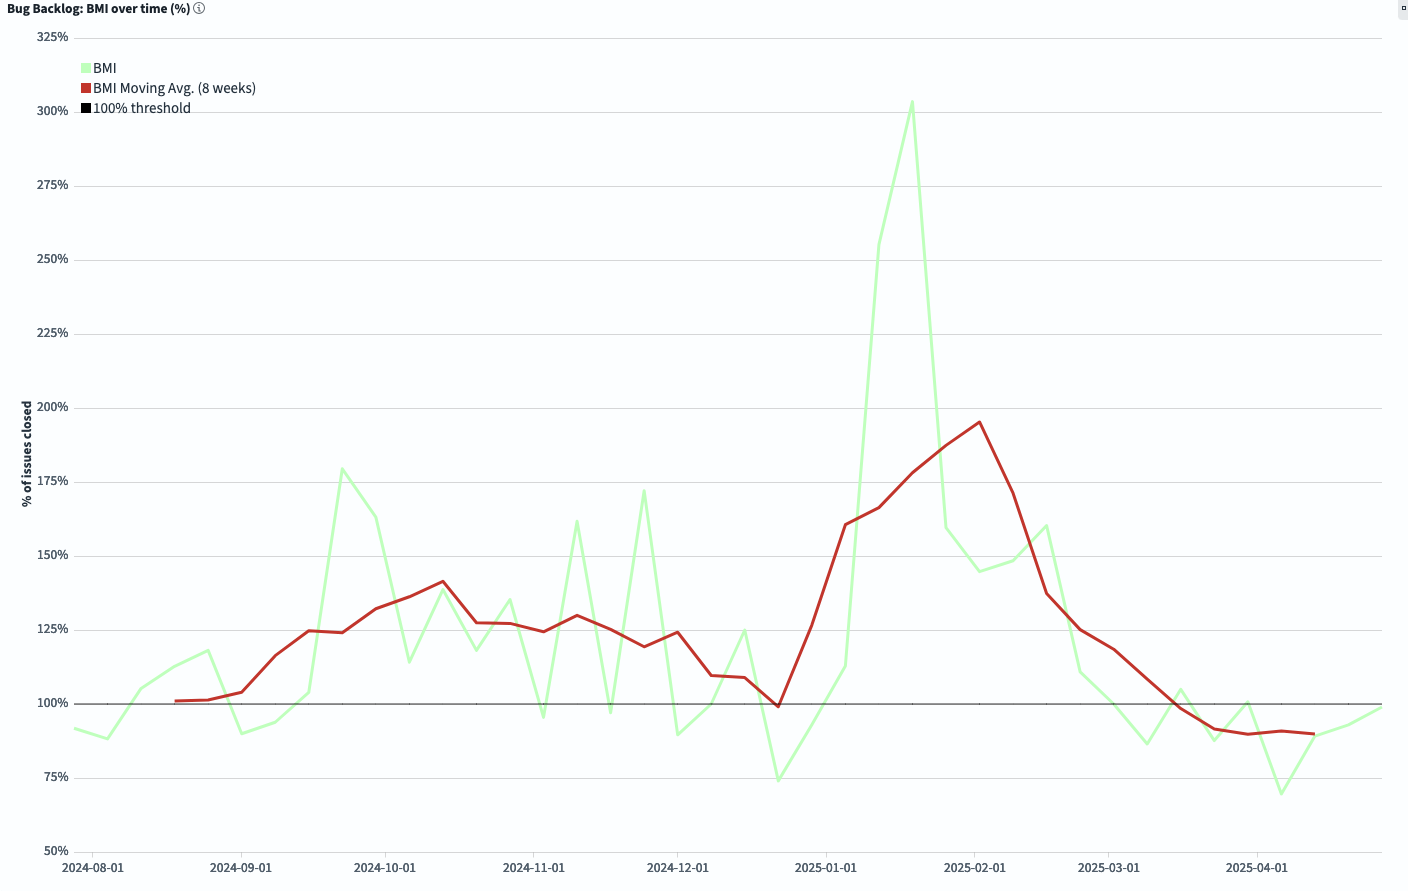 Bug Backlog: BMI over time (%) ⓘ
325%
BMI
BMI Moving Avg. (8 weeks)
100% threshold
300%
275%
250%
225%
200%
% of issues closed
175%
150%
125%
100%
75%
50%
2024-08-01 2024-09-01 2024-10-01 2024-11-01 2024-12-01 2025-01-01 2025-02-01 2025-03-01 2025-04-01